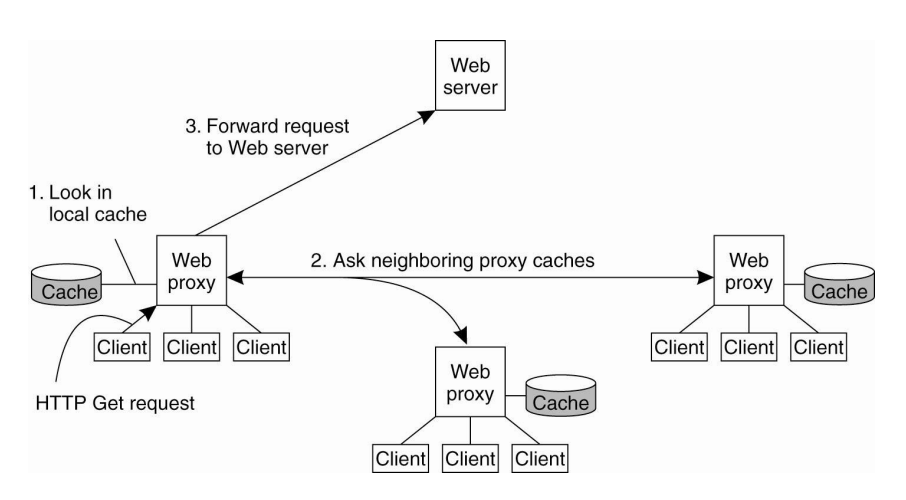 Web
server
3. Forward request
to Web server
1. Look in
local cache
Web
proxy
2. Ask neighboring proxy caches
Web
proxy
Cache
Cache
Client
Client
Client
Client
Client
Client
HTTP Get request
Web
proxy
Cache
Client
Client
Client